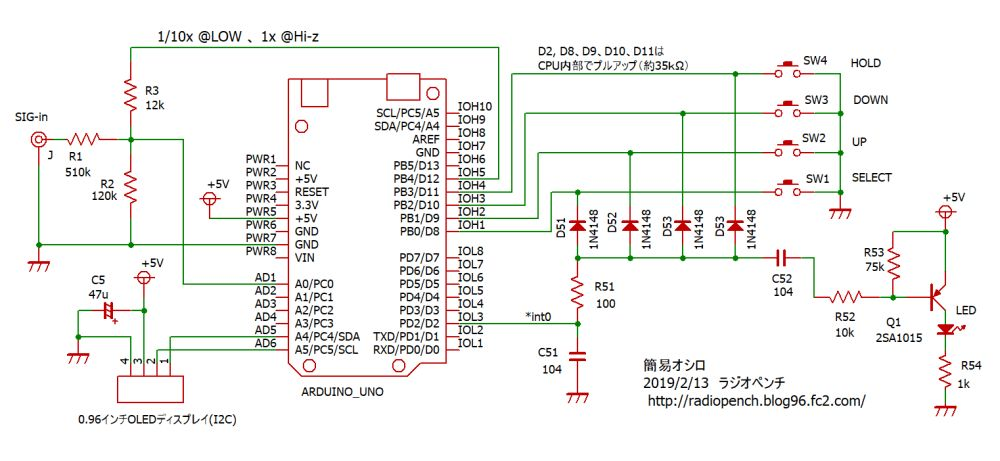 1/10x @LOW 、1x @Hi-z
D2, D8、D9、D10、D11は
CPU内部でプルアップ（約35kΩ）
R3
12k
SIG-in
J
R1
510k
R2
120k
+5V
PWR1
PWR2
PWR3
PWR4
PWR5
PWR6
PWR7
PWR8
NC
+5V
RESET
3.3V
+5V
GND
GND
VIN
AD1
AD2
AD3
AD4
AD5
AD6
A0/PC0
A1/PC1
A2/PC2
A3/PC3
A4/PC4/SDA
A5/PC5/SCL
SCL/PC5/A5
SDA/PC4/A4
AREF
GND
PB5/D13
PB4/D12
PB3/D11
PB2/D10
PB1/D9
PB0/D8
PD7/D7
PD6/D6
PD5/D5
PD4/D4
PD3/D3
PD2/D2
TXD/PD1/D1
RXD/PD0/D0
IOH10
IOH9
IOH8
IOH7
IOH6
IOH5
IOH4
IOH3
IOH2
IOH1
IOL8
IOL7
IOL6
IOL5
IOL4
IOL3
IOL2
IOL1
ARDUINO_UNO
+5V
C5
47u
+
4
3
2
1
0.96インチOLEDディスプレイ(I2C)
SW4
HOLD
SW3
DOWN
SW2
UP
SW1
SELECT
D51
1N4148
D52
1N4148
D53
1N4148
D53
1N4148
R51
100
*int0
C51
104
C52
104
R52
10k
R53
75k
+5V
Q1
2SA1015
LED
R54
1k
簡易オシロ
2019/2/13 ラジオペンチ
http://radiopench.blog96.fc2.com/